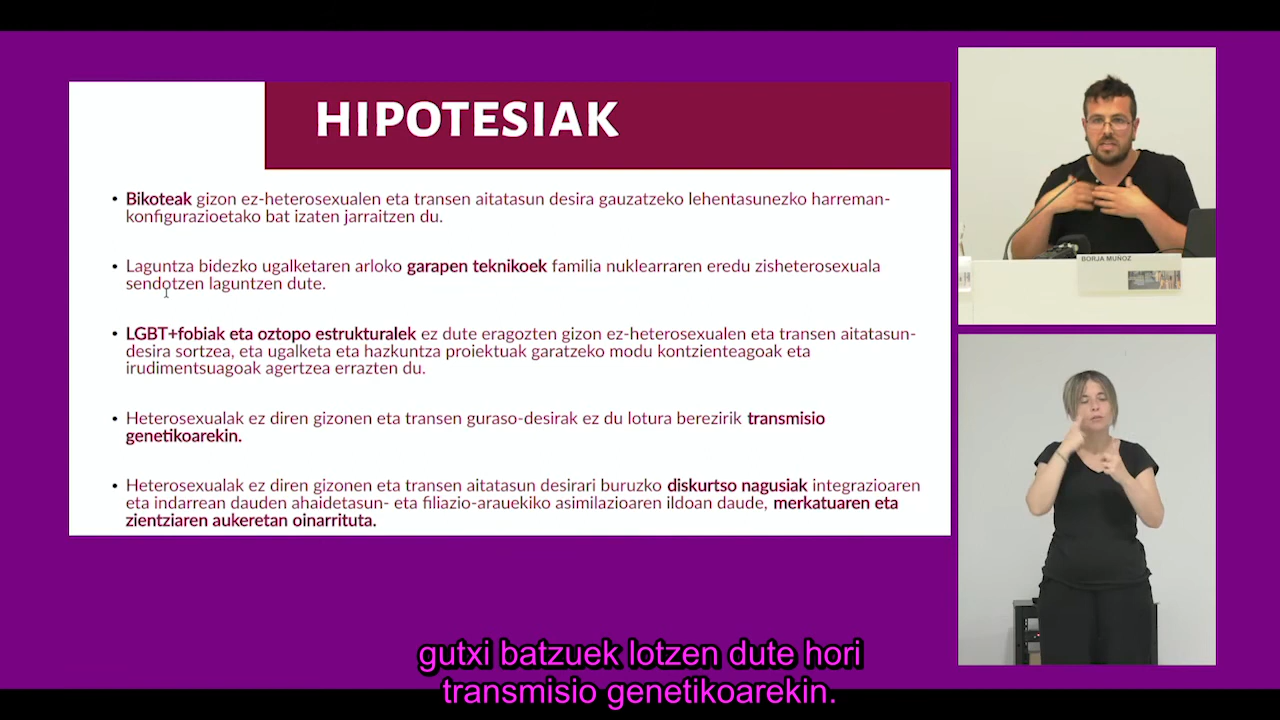 HIPOTESIAK
• Bikoteak gizon ez-heterosexualen eta transen aitatasun desira gauzatzeko lehentasunezko harreman-
konfigurazioetako bat izaten jarraitzen du.
• Laguntza bidezko ugalketaren arloko garapen teknikoek familia nuklearraren eredu zisheterosexuala
sendotzen laguntzen dute.
• LGBT+fobiak eta oztopo estrukturalek ez dute eragozten gizon ez-heterosexualen eta transen aitatasun-
desira sortzea, eta ugalketa eta hazkuntza proiektuak garatzeko modu kontzienteagoak eta
irudimentsuagoak agertzea errazten du.
• Heterosexualak ez diren gizonen eta transen guraso-desirak ez du lotura berezirik transmisio
genetikoarekin.
• Heterosexualak ez diren gizonen eta transen aitatasun desirari buruzko diskurtso nagusiak integrazioaren
eta indarrean dauden ahaidetasun- eta filiazio-arauekiko asimilazioaren ildoan daude, merkatuaren eta
zientziaren aukeretan oinarrituta.
BORJA MUÑOZ
gutxi batzuek lotzen dute hori
transmisio genetikoarekin.